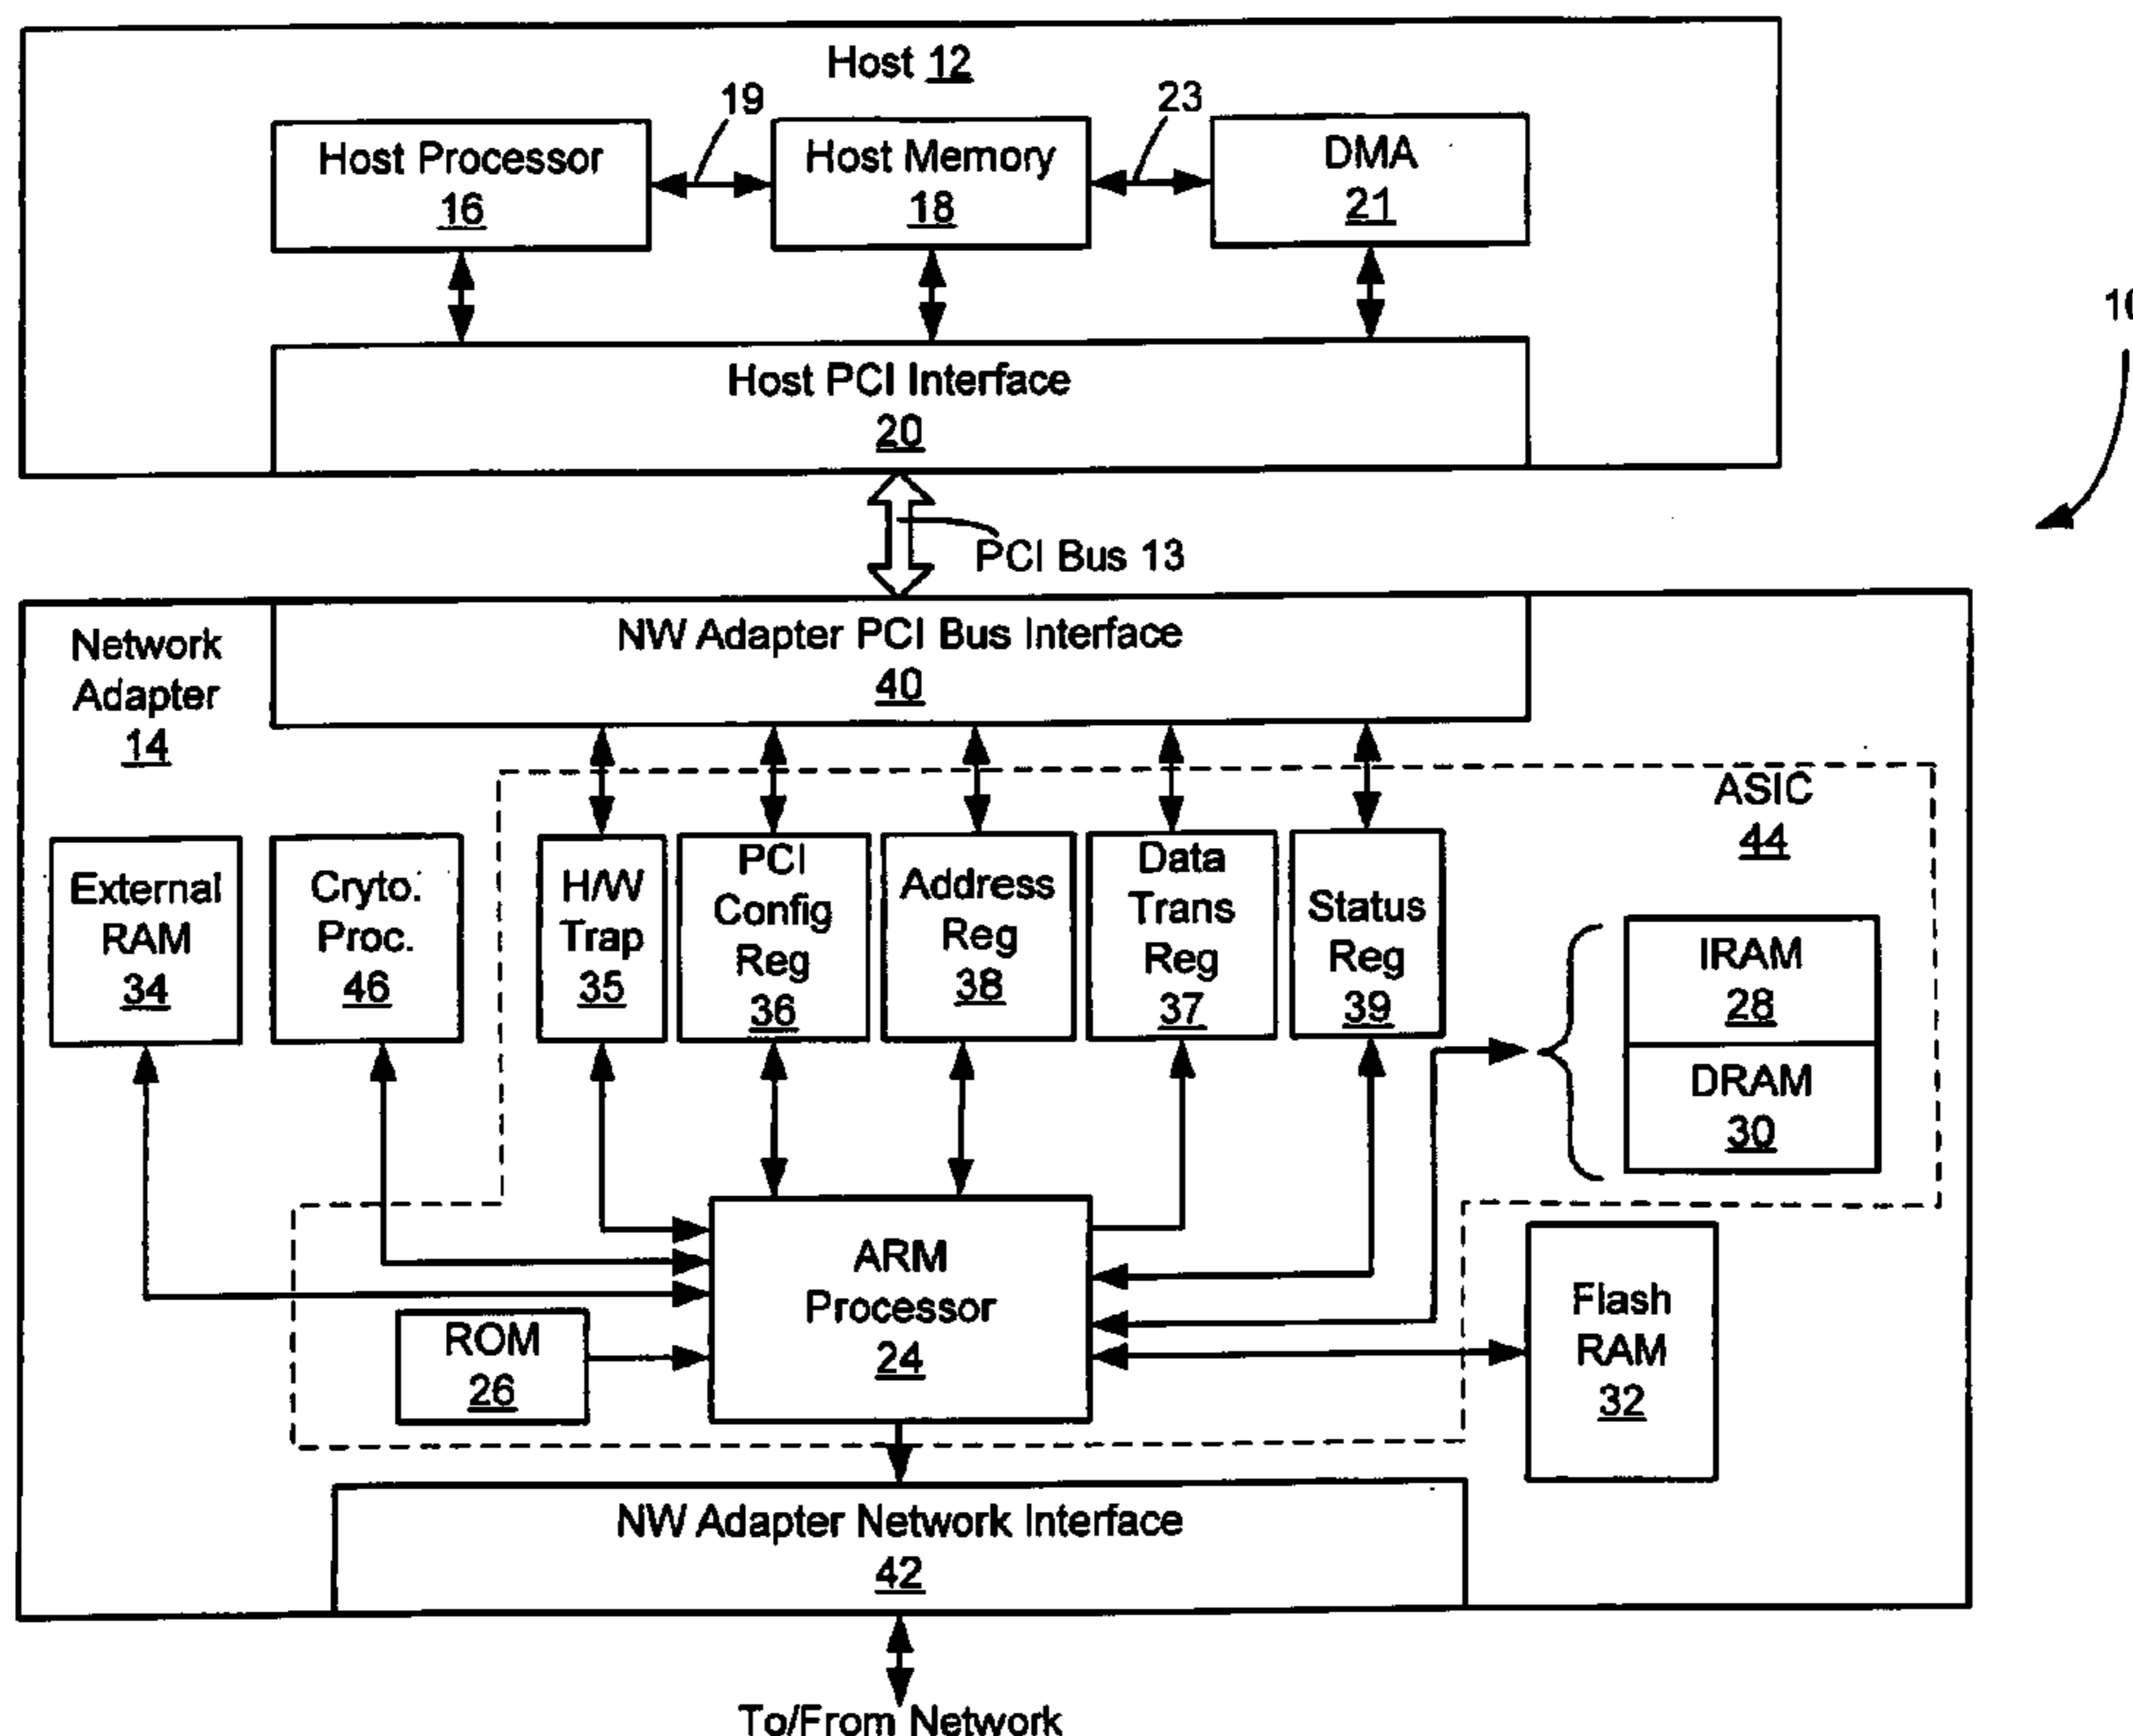 Host 12
19
23
Host Processor
16
Host Memory
18
DMA
21
Host PCI Interface
20
10
PCI Bus 13
Network
Adapter
14
NW Adapter PCI Bus Interface
40
ASIC
44
External
RAM
34
Cryto.
Proc.
46
H/W
Trap
35
PCI
Config
Reg
36
Address
Reg
38
Data
Trans
Reg
37
Status
Reg
39
IRAM
28
DRAM
30
ARM
Processor
24
ROM
26
Flash
RAM
32
NW Adapter Network Interface
42
To/From Network